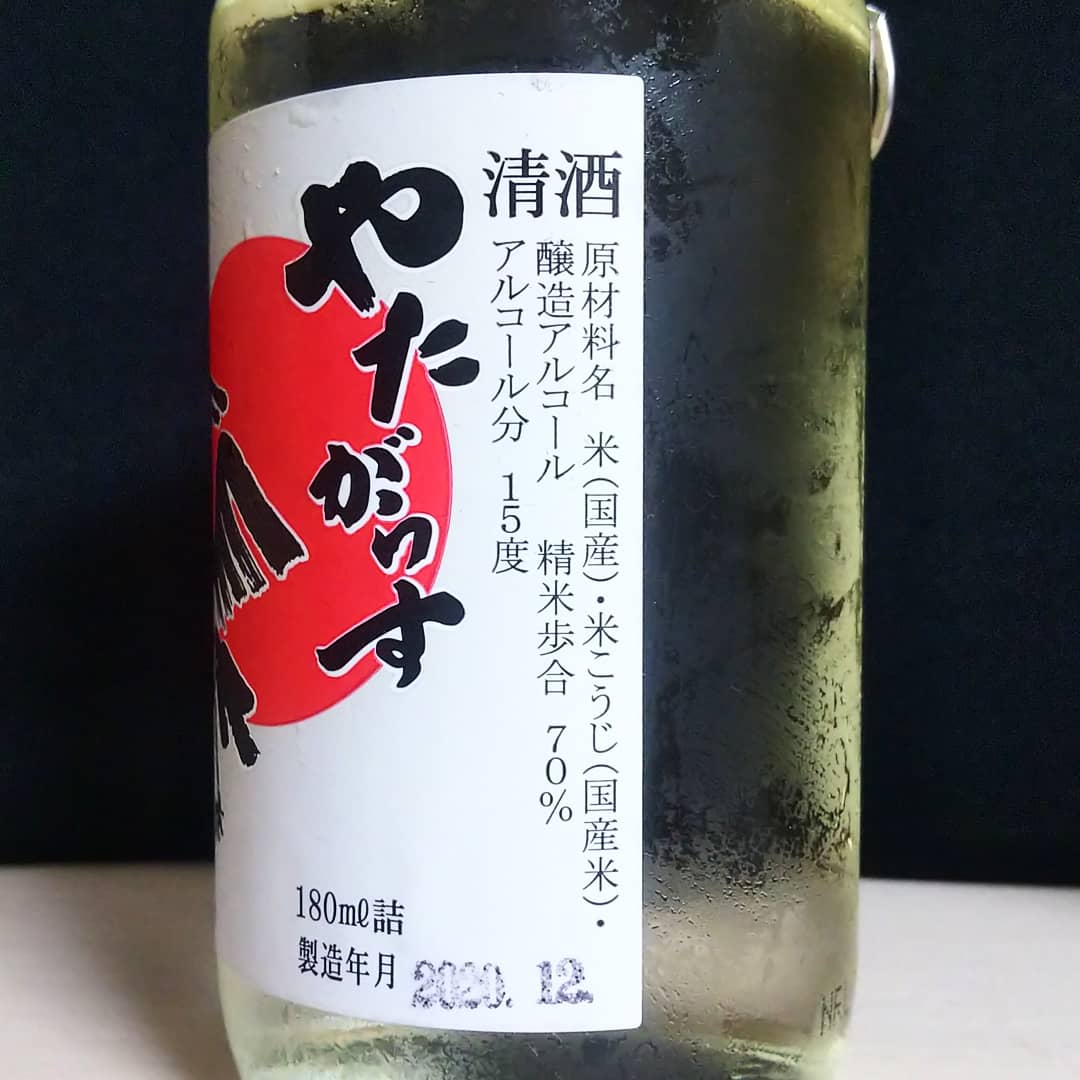 清酒
原材料名 米(国産)・米こうじ(国産米)・
醸造アルコール 精米歩合 70%
アルコール分 15度
やたがらす
180mℓ詰
製造年月 2020.12.